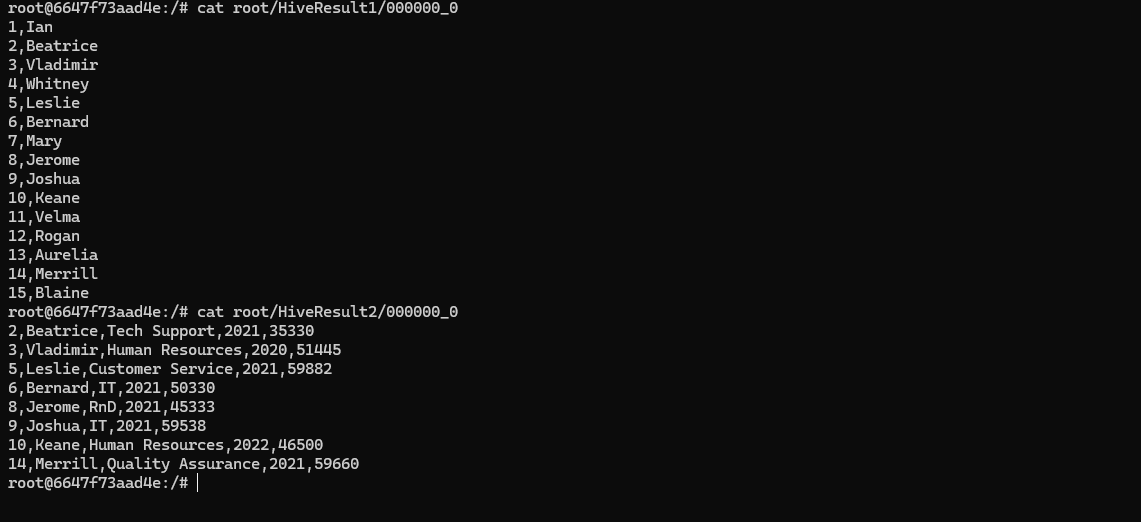 root@6647f73aad4e:/# cat root/HiveResult1/000000_0
1,Ian
2,Beatrice
3,Vladimir
4,Whitney
5,Leslie
6,Bernard
7,Mary
8,Jerome
9,Joshua
10,Keane
11,Velma
12,Rogan
13,Aurelia
14,Merrill
15,Blaine
root@6647f73aad4e:/# cat root/HiveResult2/000000_0
2,Beatrice,Tech Support,2021,35330
3,Vladimir,Human Resources,2020,51445
5,Leslie,Customer Service,2021,59882
6,Bernard,IT,2021,50330
8,Jerome,RnD,2021,45333
9,Joshua,IT,2021,59538
10,Keane,Human Resources,2022,46500
14,Merrill,Quality Assurance,2021,59660
root@6647f73aad4e:/#